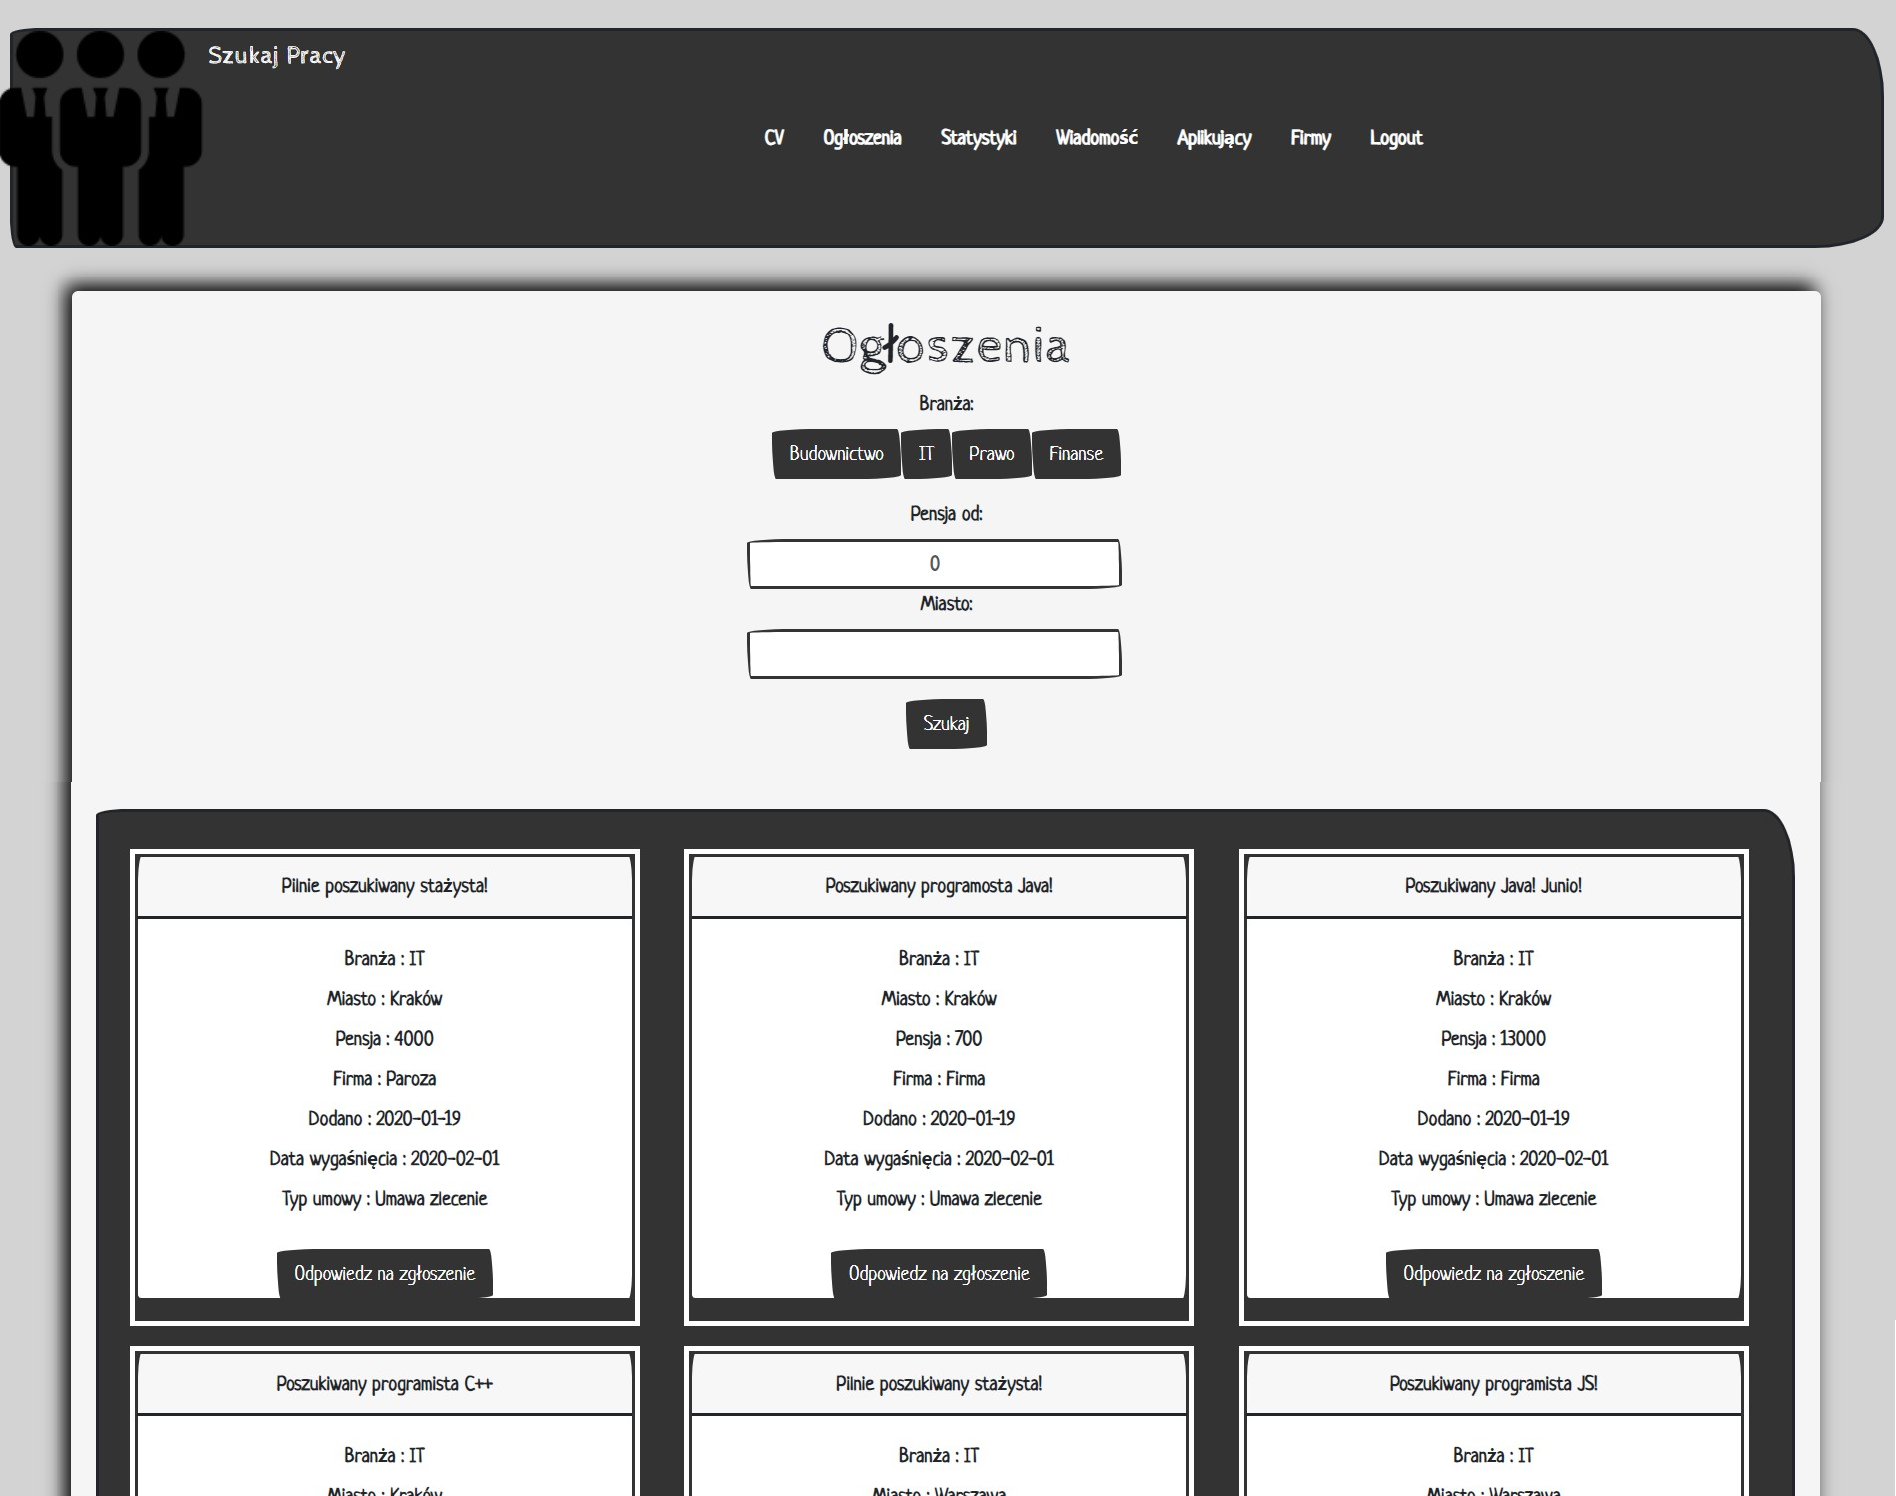 Szukaj Pracy
CV Ogłoszenia Statystyki Wiadomość Aplikujący Firmy Logout
Ogłoszenia
Branża:
Budownictwo IT Prawo Finanse
Pensja od:
0
Miasto:
Szukaj
Pilnie poszukiwany stażysta!
Branża : IT
Miasto : Kraków
Pensja : 4000
Firma : Paroza
Dodano : 2020-01-19
Data wygaśnięcia : 2020-02-01
Typ umowy : Umawa zlecenie
Odpowiedz na zgłoszenie
Poszukiwany programosta Java!
Branża : IT
Miasto : Kraków
Pensja : 700
Firma : Firma
Dodano : 2020-01-19
Data wygaśnięcia : 2020-02-01
Typ umowy : Umawa zlecenie
Odpowiedz na zgłoszenie
Poszukiwany Java! Junio!
Branża : IT
Miasto : Kraków
Pensja : 13000
Firma : Firma
Dodano : 2020-01-19
Data wygaśnięcia : 2020-02-01
Typ umowy : Umawa zlecenie
Odpowiedz na zgłoszenie
Poszukiwany programista C++
Branża : IT
Miasto : Kraków
Pilnie poszukiwany stażysta!
Branża : IT
Miasto : Warszawa
Poszukiwany programista JS!
Branża : IT
Miasto : Warszawa